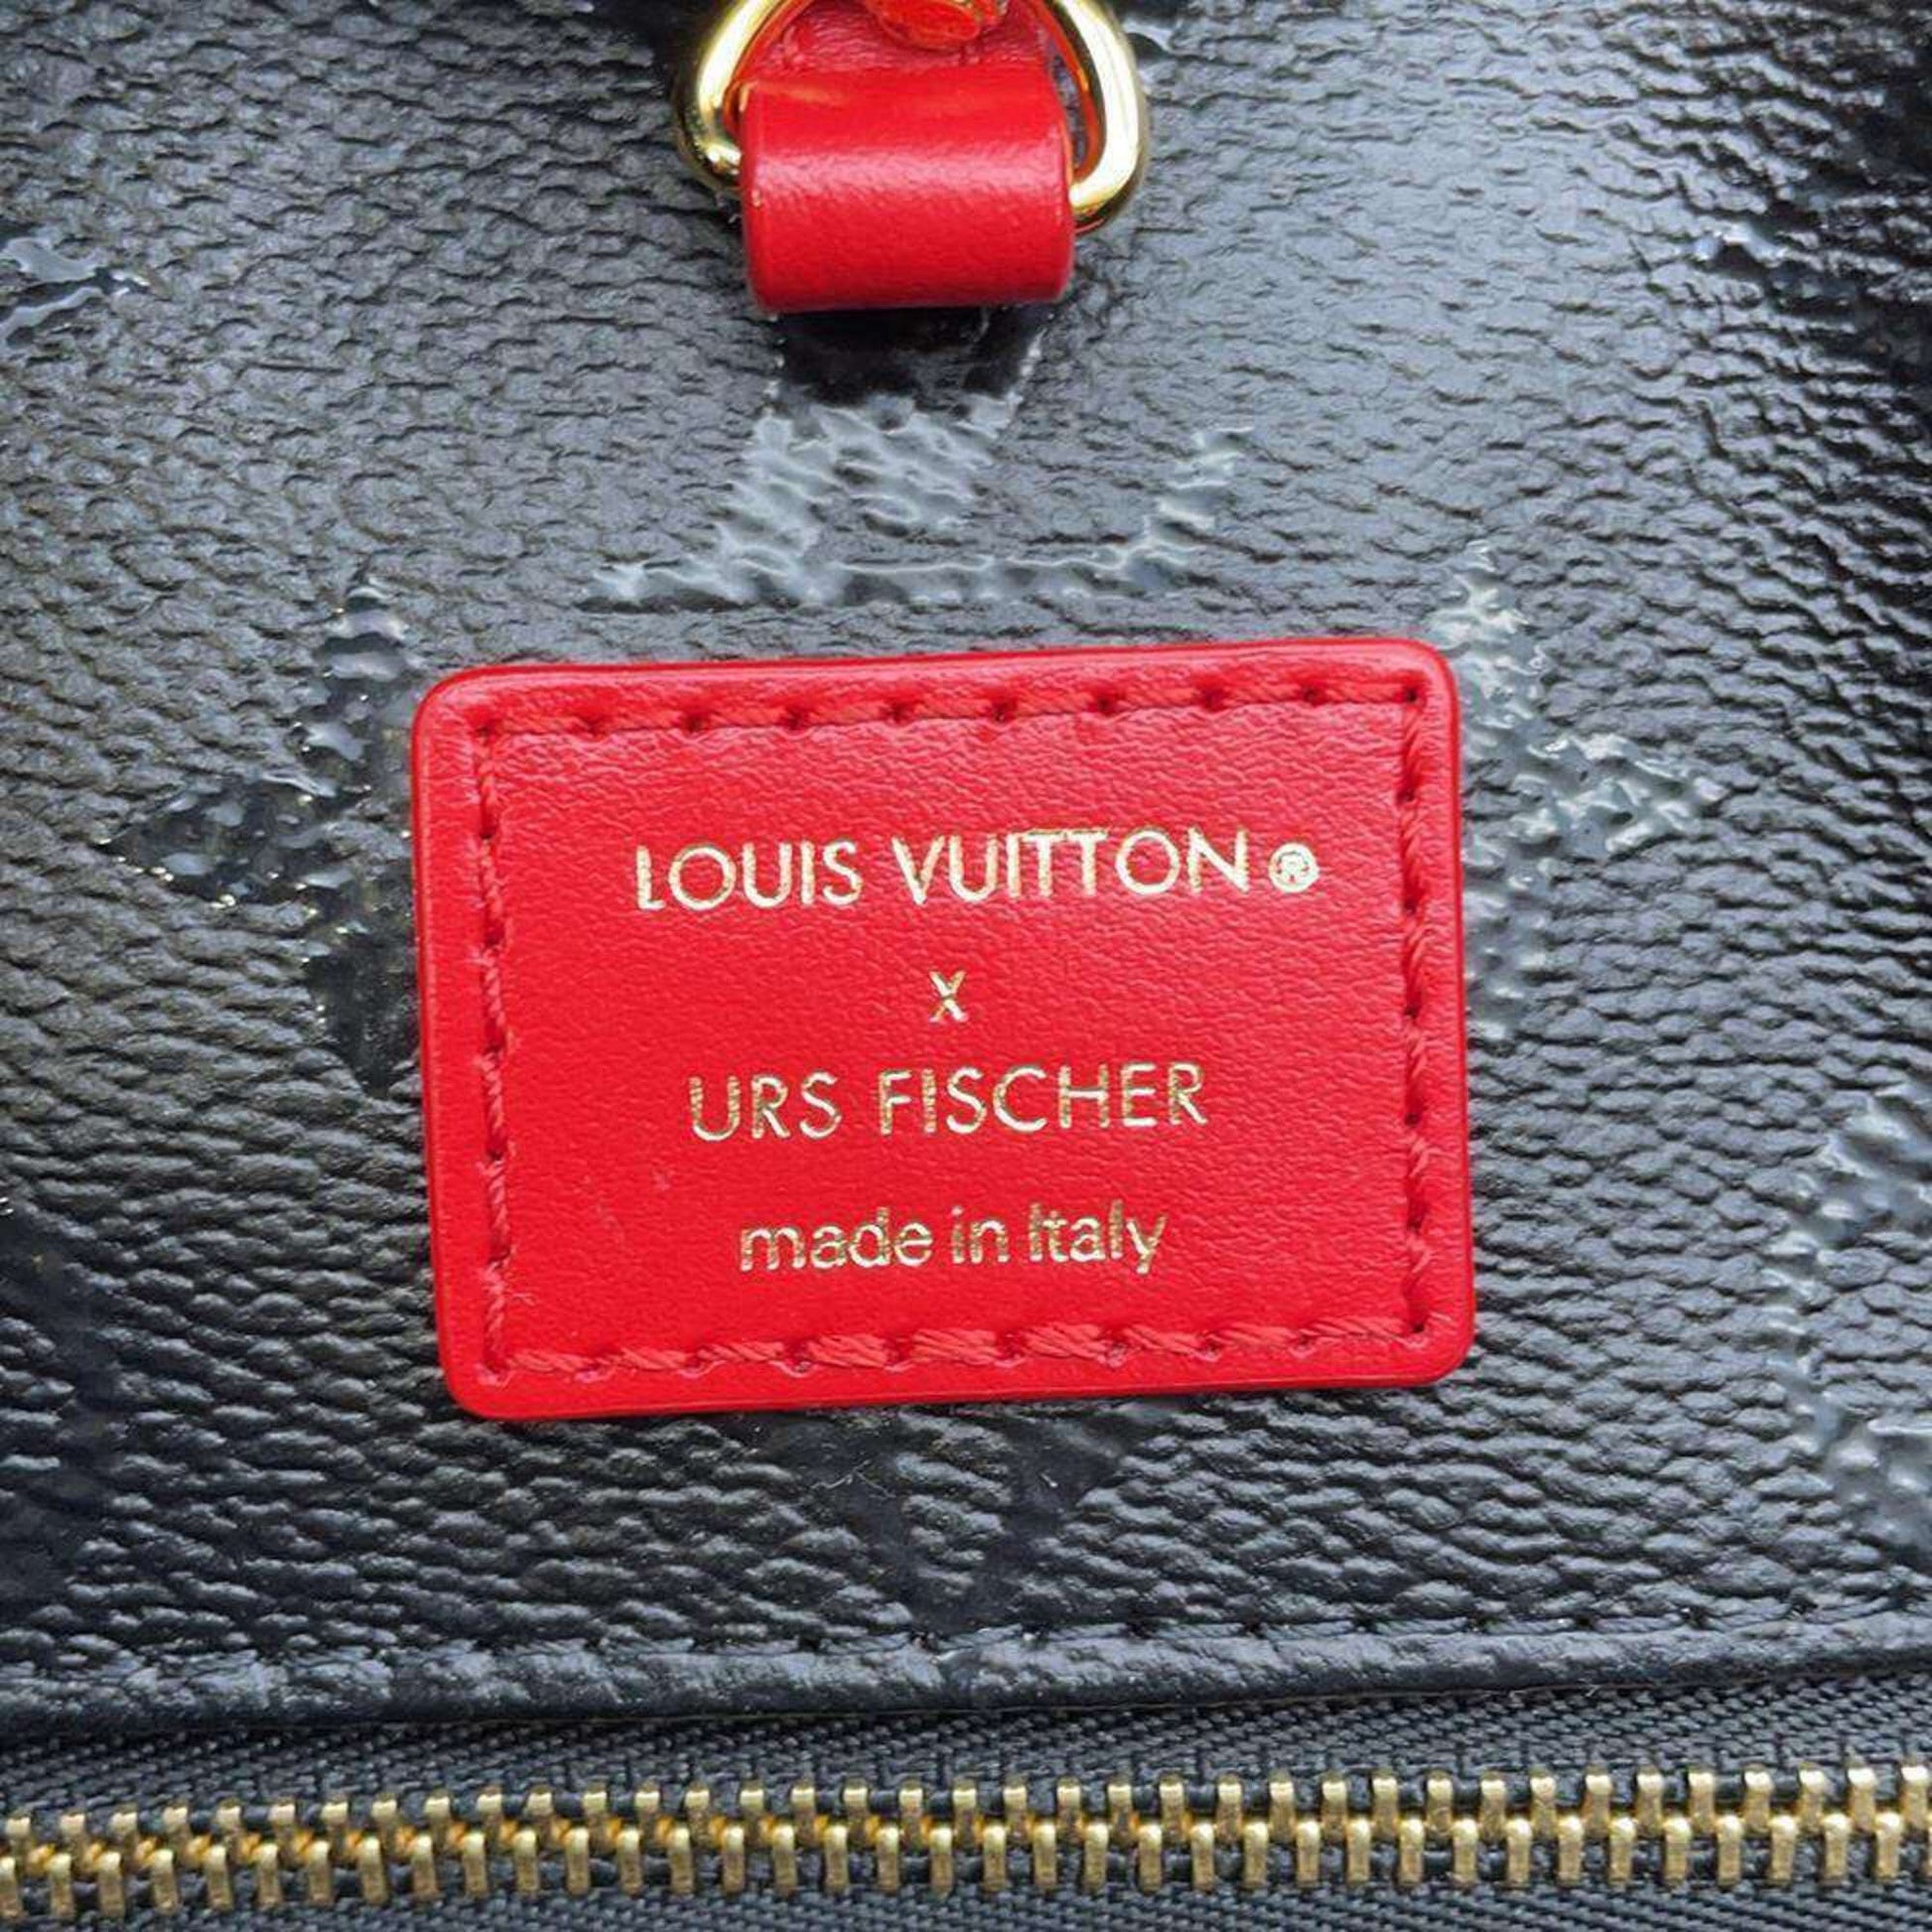 LOUIS VUITTON®
X
URS FISCHER
made in Italy